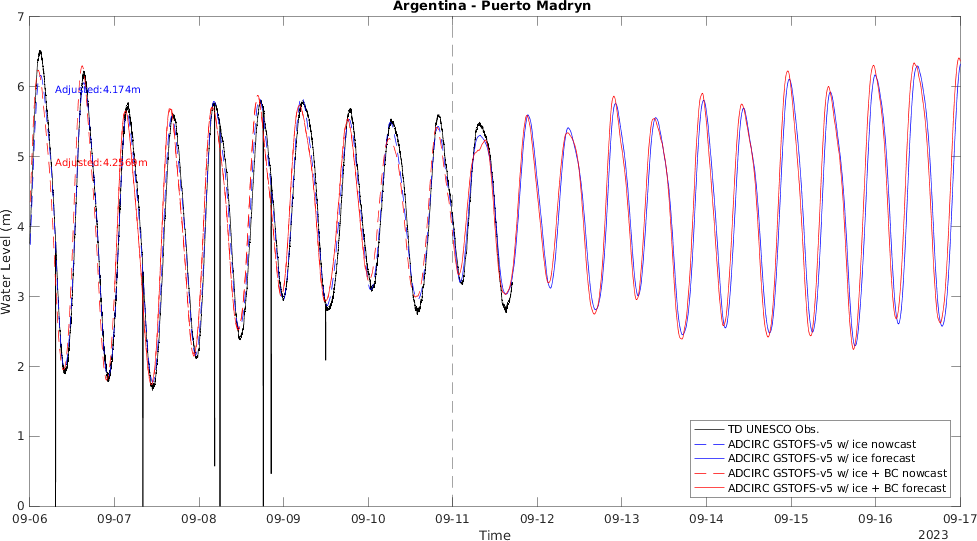 Argentina - Puerto Madryn
7
6
5
4
3
2
1
0
Water Level (m)
Adjusted:4.174m
Adjusted:4.2569m
TD UNESCO Obs.
ADCIRC GSTOFS-v5 w/ ice nowcast
ADCIRC GSTOFS-v5 w/ ice forecast
ADCIRC GSTOFS-v5 w/ ice + BC nowcast
ADCIRC GSTOFS-v5 w/ ice + BC forecast
09-06 09-07 09-08 09-09 09-10 09-11 09-12 09-13 09-14 09-15 09-16 09-17
Time
2023